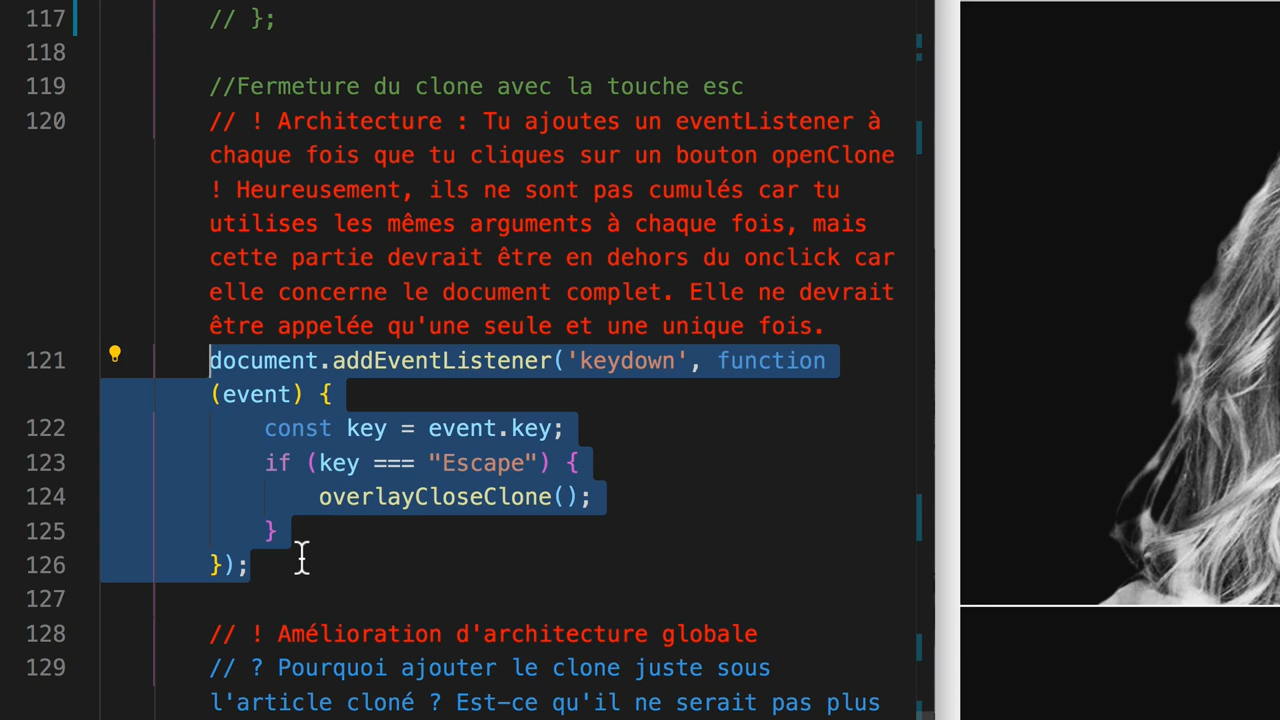 117 // };
118
119 //Fermeture du clone avec la touche esc
120 // ! Architecture : Tu ajoutes un eventListener à
chaque fois que tu cliques sur un bouton openClone
! Heureusement, ils ne sont pas cumulés car tu
utilises les mêmes arguments à chaque fois, mais
cette partie devrait être en dehors du onclick car
elle concerne le document complet. Elle ne devrait
être appelée qu'une seule et une unique fois.
121 document.addEventListener('keydown', function
(event) {
122 const key = event.key;
123 if (key === "Escape") {
124 overlayCloseClone();
125 }
126 });
127
128 // ! Amélioration d'architecture globale
129 // ? Pourquoi ajouter le clone juste sous
l'article cloné ? Est-ce qu'il ne serait pas plus